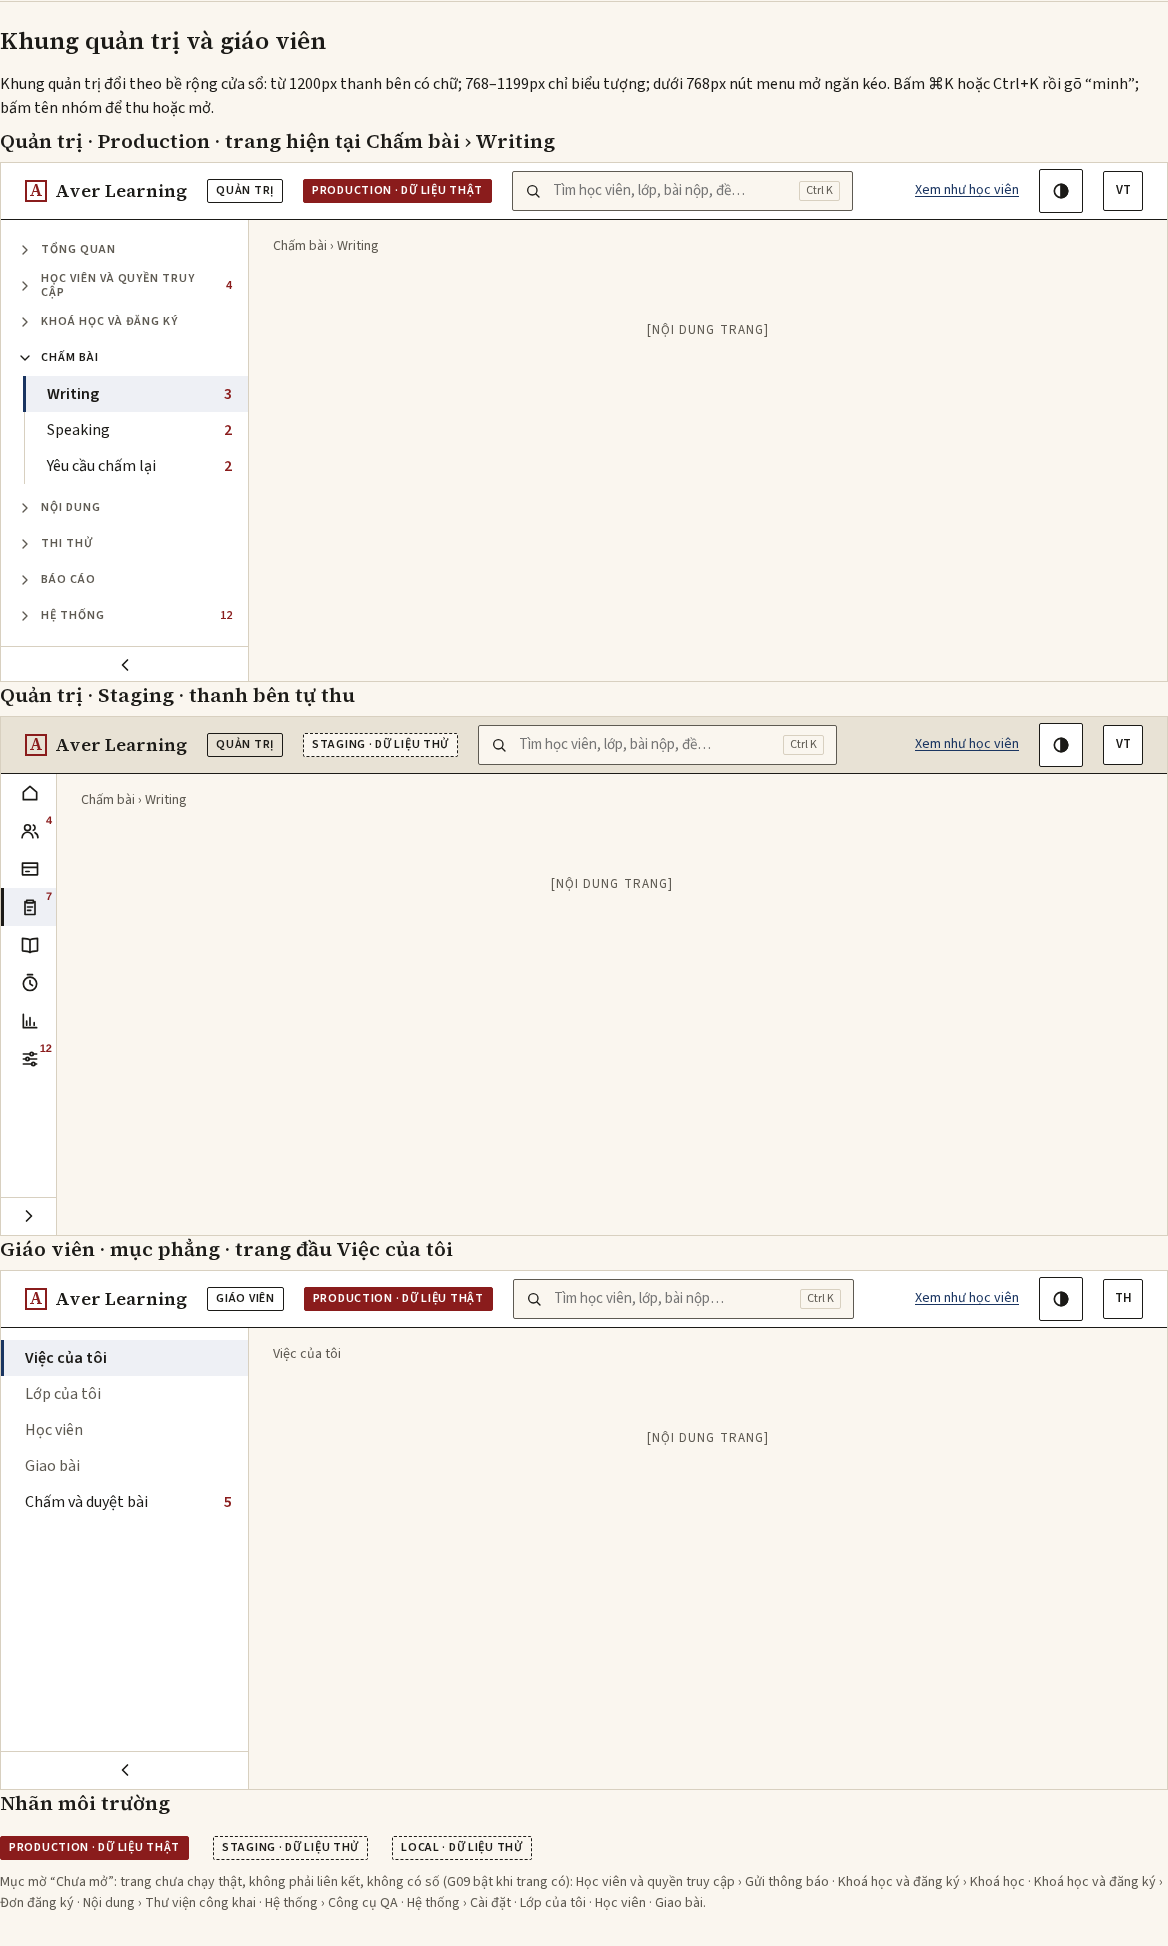 Khung quản trị và giáo viên
Khung quản trị đổi theo bề rộng cửa sổ: từ 1200px thanh bên có chữ; 768–1199px chỉ biểu tượng; dưới 768px nút menu mở ngăn kéo. Bấm ⌘K hoặc Ctrl+K rồi gõ “minh”;
bấm tên nhóm để thu hoặc mở.
Quản trị · Production · trang hiện tại Chấm bài › Writing
A Aver Learning QUẢN TRỊ PRODUCTION · DỮ LIỆU THẬT Tìm học viên, lớp, bài nộp, đề… Ctrl K Xem như học viên VT
TỔNG QUAN
HỌC VIÊN VÀ QUYỀN TRUY
CẬP 4
KHOÁ HỌC VÀ ĐĂNG KÝ
CHẤM BÀI
Writing 3
Speaking 2
Yêu cầu chấm lại 2
NỘI DUNG
THI THỬ
BÁO CÁO
HỆ THỐNG 12
Chấm bài › Writing
[NỘI DUNG TRANG]
Quản trị · Staging · thanh bên tự thu
A Aver Learning QUẢN TRỊ STAGING · DỮ LIỆU THỬ Tìm học viên, lớp, bài nộp, đề… Ctrl K Xem như học viên VT
4
7
12
Chấm bài › Writing
[NỘI DUNG TRANG]
Giáo viên · mục phẳng · trang đầu Việc của tôi
A Aver Learning GIÁO VIÊN PRODUCTION · DỮ LIỆU THẬT Tìm học viên, lớp, bài nộp… Ctrl K Xem như học viên TH
Việc của tôi
Lớp của tôi
Học viên
Giao bài
Chấm và duyệt bài 5
Việc của tôi
[NỘI DUNG TRANG]
Nhãn môi trường
PRODUCTION · DỮ LIỆU THẬT STAGING · DỮ LIỆU THỬ LOCAL · DỮ LIỆU THỬ
Mục mờ “Chưa mở”: trang chưa chạy thật, không phải liên kết, không có số (G09 bật khi trang có): Học viên và quyền truy cập › Gửi thông báo · Khoá học và đăng ký › Khoá học · Khoá học và đăng ký ›
Đơn đăng ký · Nội dung › Thư viện công khai · Hệ thống › Công cụ QA · Hệ thống › Cài đặt · Lớp của tôi · Học viên · Giao bài.